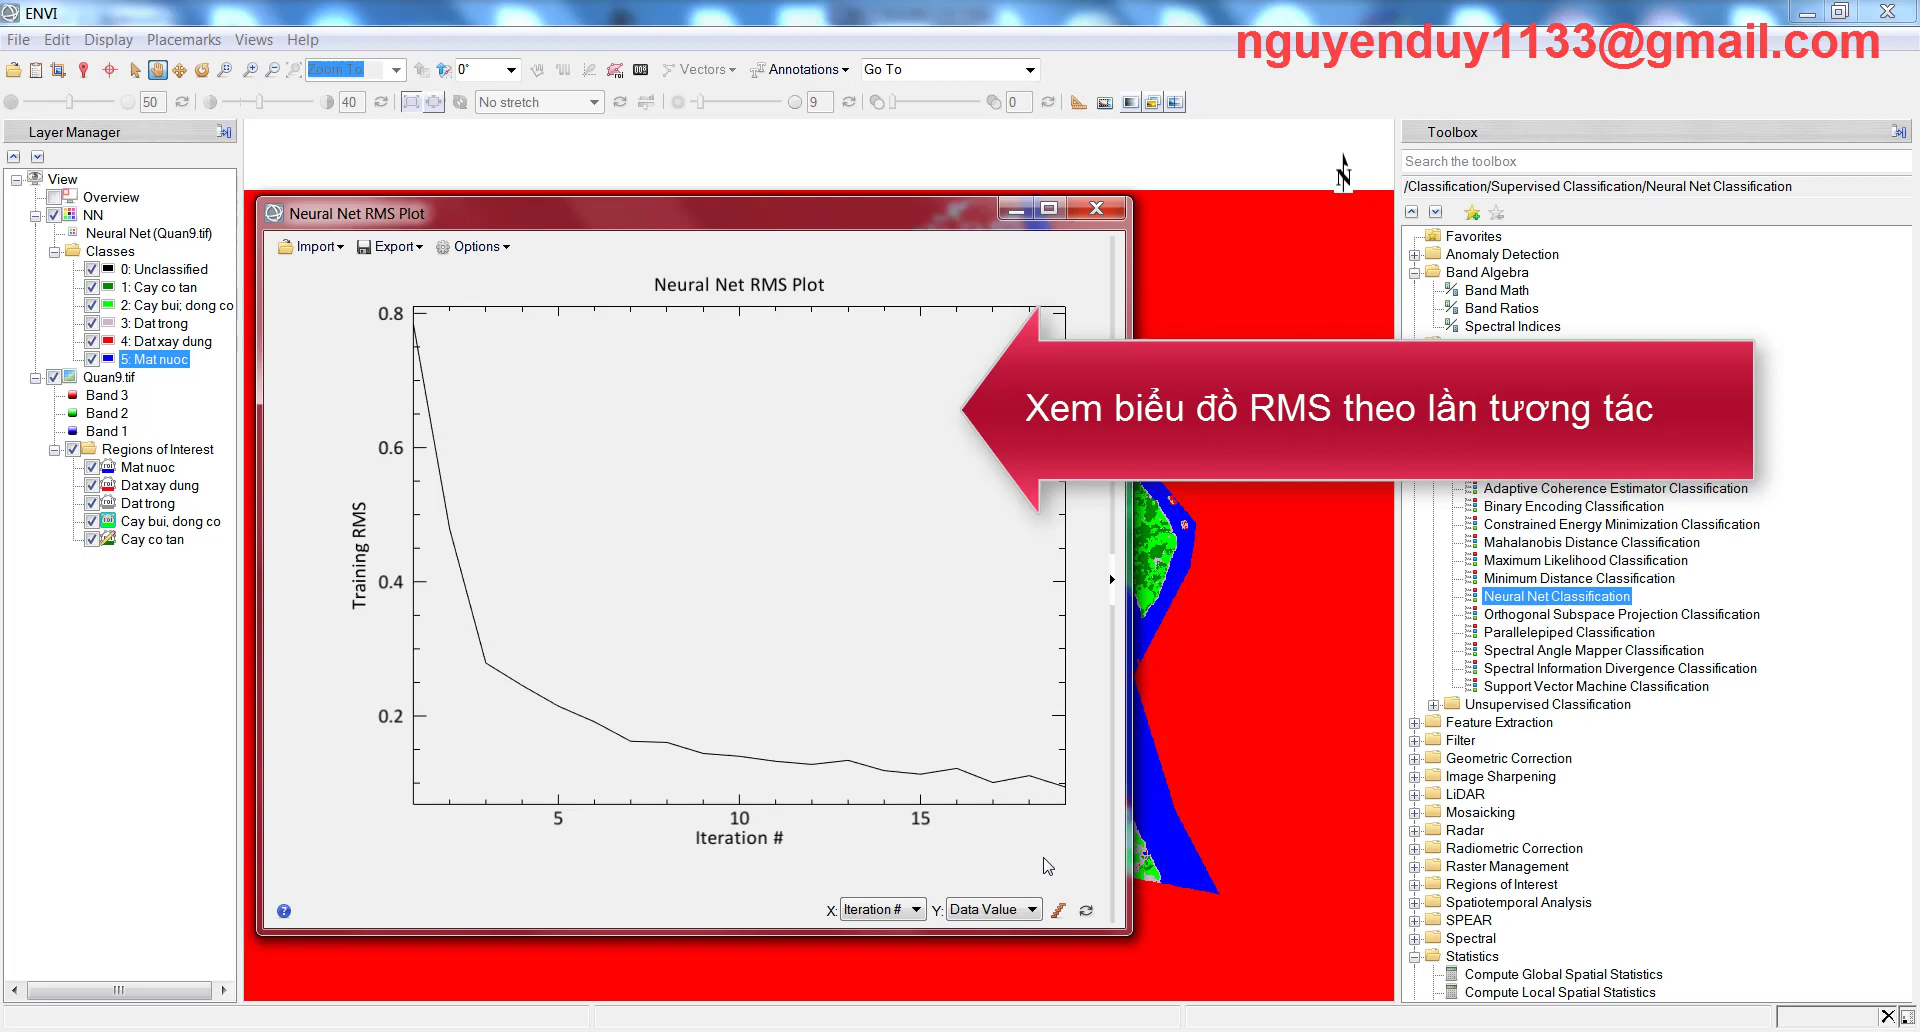 ENVI
nguyenduy1133@gmail.com
File Edit Display Placemarks Views Help
Zoom To 0° Vectors Annotations Go To
50 40 No stretch 9 0
Layer Manager
View
Overview
NN
Neural Net (Quan9.tif)
Classes
0: Unclassified
1: Cay co tan
2: Cay bui; dong co
3: Dat trong
4: Dat xay dung
5: Mat nuoc
Quan9.tif
Band 3
Band 2
Band 1
Regions of Interest
Mat nuoc
Dat xay dung
Dat trong
Cay bui, dong co
Cay co tan
N
Neural Net RMS Plot
Import Export Options
Neural Net RMS Plot
0.8
0.6
0.4
0.2
Training RMS
5 10 15
Iteration #
X: Iteration # Y: Data Value
Xem biểu đồ RMS theo lần tương tác
Toolbox
Search the toolbox
/Classification/Supervised Classification/Neural Net Classification
Favorites
Anomaly Detection
Band Algebra
Band Math
Band Ratios
Spectral Indices
Adaptive Coherence Estimator Classification
Binary Encoding Classification
Constrained Energy Minimization Classification
Mahalanobis Distance Classification
Maximum Likelihood Classification
Minimum Distance Classification
Neural Net Classification
Orthogonal Subspace Projection Classification
Parallelepiped Classification
Spectral Angle Mapper Classification
Spectral Information Divergence Classification
Support Vector Machine Classification
Unsupervised Classification
Feature Extraction
Filter
Geometric Correction
Image Sharpening
LiDAR
Mosaicking
Radar
Radiometric Correction
Raster Management
Regions of Interest
Spatiotemporal Analysis
SPEAR
Spectral
Statistics
Compute Global Spatial Statistics
Compute Local Spatial Statistics